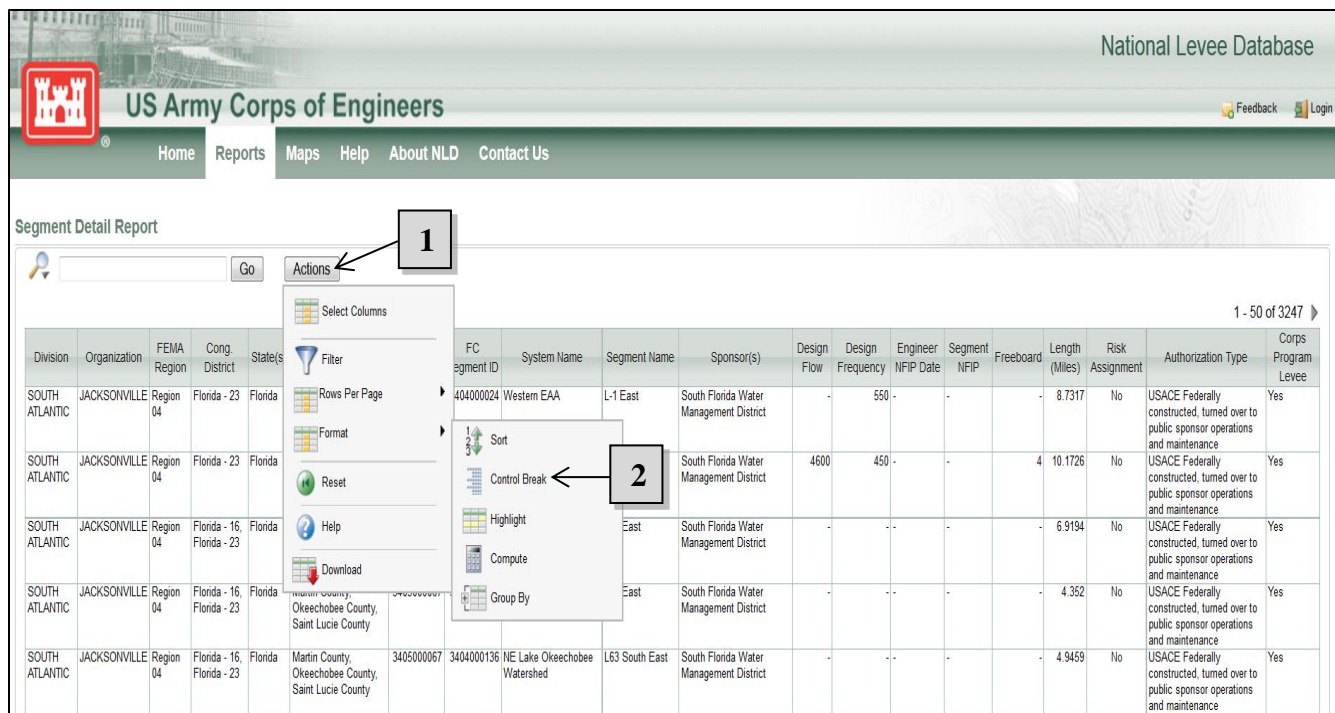 National Levee Database
US Army Corps of Engineers
®
Feedback Login
Home Reports Maps Help About NLD Contact Us
Segment Detail Report
1
Go Actions
Select Columns
Filter
Rows Per Page
Format
Reset
Help
Download
Sort
Control Break
2
Highlight
Compute
Group By
1 - 50 of 3247
Division Organization FEMA Region Cong. District State(s FC egment ID System Name Segment Name Sponsor(s) Design Flow Design Frequency Engineer NFIP Date Segment NFIP Freeboard Length (Miles) Risk Assignment Authorization Type Corps Program Levee
SOUTH JACKSONVILLE Region Florida - 23 Florida 404000024 Western EAA L-1 East South Florida Water - 550 - - - 8.7317 No USACE Federally Yes
ATLANTIC 04 Management District constructed, turned over to
public sponsor operations
and maintenance
SOUTH JACKSONVILLE Region Florida - 23 Florida South Florida Water 4600 450 - - 4 10.1726 No USACE Federally Yes
ATLANTIC 04 Management District constructed, turned over to
public sponsor operations
and maintenance
SOUTH JACKSONVILLE Region Florida - 16, Florida East South Florida Water - - - - - 6.9194 No USACE Federally Yes
ATLANTIC 04 Florida - 23 Management District constructed, turned over to
public sponsor operations
and maintenance
SOUTH JACKSONVILLE Region Florida - 16, Florida East South Florida Water - - - - - 4.352 No USACE Federally Yes
ATLANTIC 04 Florida - 23 Okeechobee County, Management District constructed, turned over to
Saint Lucie County public sponsor operations
and maintenance
SOUTH JACKSONVILLE Region Florida - 16, Florida Martin County, 3405000067 3404000136 NE Lake Okeechobee L63 South East South Florida Water - - - - - 4.9459 No USACE Federally Yes
ATLANTIC 04 Florida - 23 Okeechobee County, Watershed Management District constructed, turned over to
Saint Lucie County public sponsor operations
and maintenance